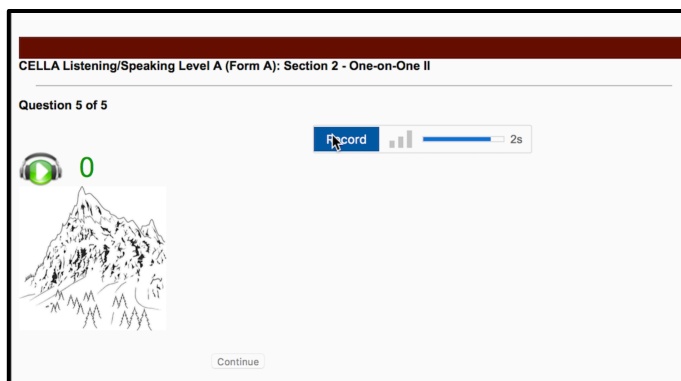 CELLA Listening/Speaking Level A (Form A): Section 2 - One-on-One II
Question 5 of 5
Record
2s
0
Continue